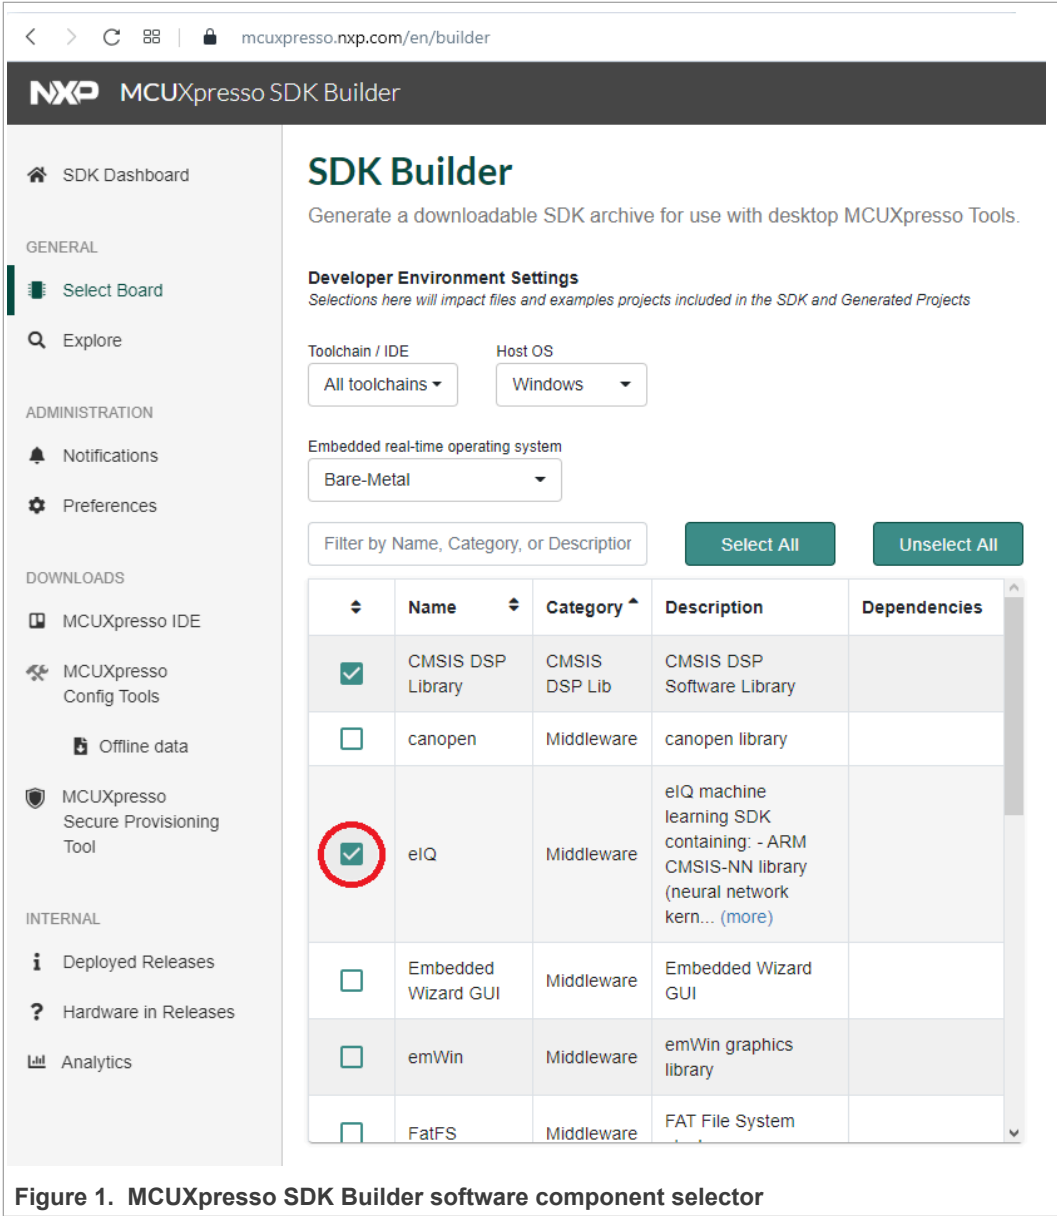 mcuxpresso.nxp.com/en/builder
NXP MCUXpresso SDK Builder
SDK Dashboard
GENERAL
Select Board
Explore
ADMINISTRATION
Notifications
Preferences
DOWNLOADS
MCUXpresso IDE
MCUXpresso
Config Tools
Offline data
MCUXpresso
Secure Provisioning
Tool
INTERNAL
Deployed Releases
Hardware in Releases
Analytics
SDK Builder
Generate a downloadable SDK archive for use with desktop MCUXpresso Tools.
Developer Environment Settings
Selections here will impact files and examples projects included in the SDK and Generated Projects
Toolchain / IDE
Host OS
All toolchains
Windows
Embedded real-time operating system
Bare-Metal
Filter by Name, Category, or Description
Select All
Unselect All
Name Category Description Dependencies
CMSIS DSP
Library
CMSIS
DSP Lib
CMSIS DSP
Software Library
canopen
Middleware
canopen library
eIQ
Middleware
eIQ machine
learning SDK
containing: - ARM
CMSIS-NN library
(neural network
kern... (more)
Embedded
Wizard GUI
Middleware
Embedded Wizard
GUI
emWin
Middleware
emWin graphics
library
FatFS
Middleware
FAT File System
Figure 1. MCUXpresso SDK Builder software component selector